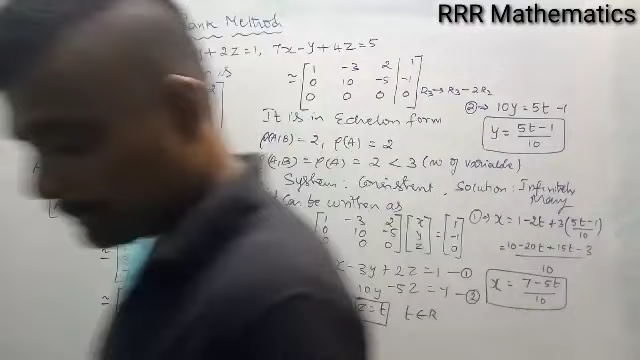 RRR Mathematics
Rank Method
+ 2Z = 1, 7x - y + 4Z = 5
≃ [ 1 -3 2 | 1
0 10 -5 | -1
0 0 0 | 0 ] R3 → R3 - 2R2
It is in Echelon form
ρ(A|B) = 2, ρ(A) = 2
ρ(A,B) = ρ(A) = 2 < 3 (no of variable)
System: Consistent, Solution: Infinitely
Many
can be written as
[ 1 -3 2
0 10 -5
0 0 0 ] [ x
y
z ] = [ 1
-1
0 ]
x - 3y + 2Z = 1 - ①
10y - 5Z = -1 - ②
Z = t t ∈ R
② ⇒ 10y = 5t - 1
y = 5t-1/10
① ⇒ x = 1 - 2t + 3(5t-1/10)
= 10 - 20t + 15t - 3
10
x = 7-5t/10